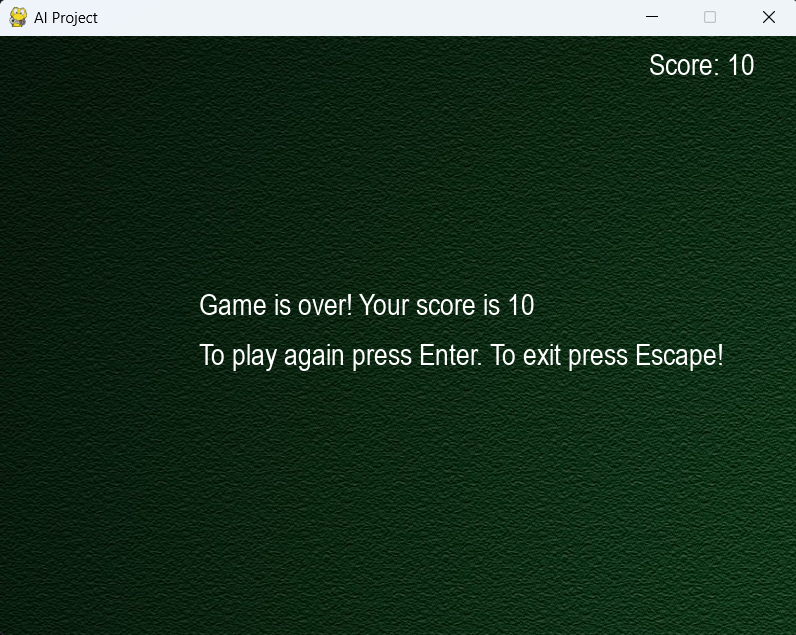 AI Project
Score: 10
Game is over! Your score is 10
To play again press Enter. To exit press Escape!